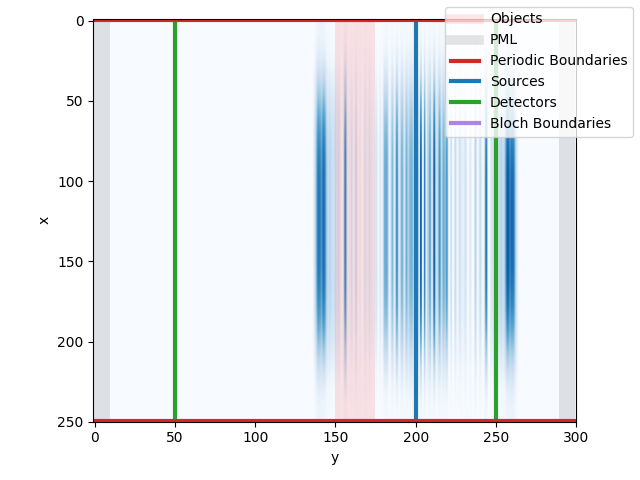 Objects
PML
Periodic Boundaries
Sources
Detectors
Bloch Boundaries
0
50
100
150
200
250
x
0 50 100 150 200 250 300
y